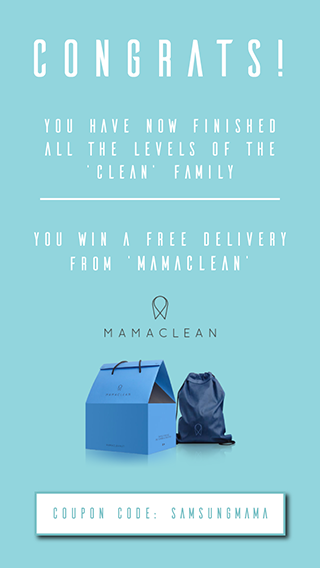 CONGRATS!
YOU HAVE NOW FINISHED
ALL THE LEVELS OF THE
'CLEAN' FAMILY
YOU WIN A FREE DELIVERY
FROM 'MAMACLEAN'
MAMACLEAN
MAMACLEAN
COUPON CODE: SAMSUNGMAMA